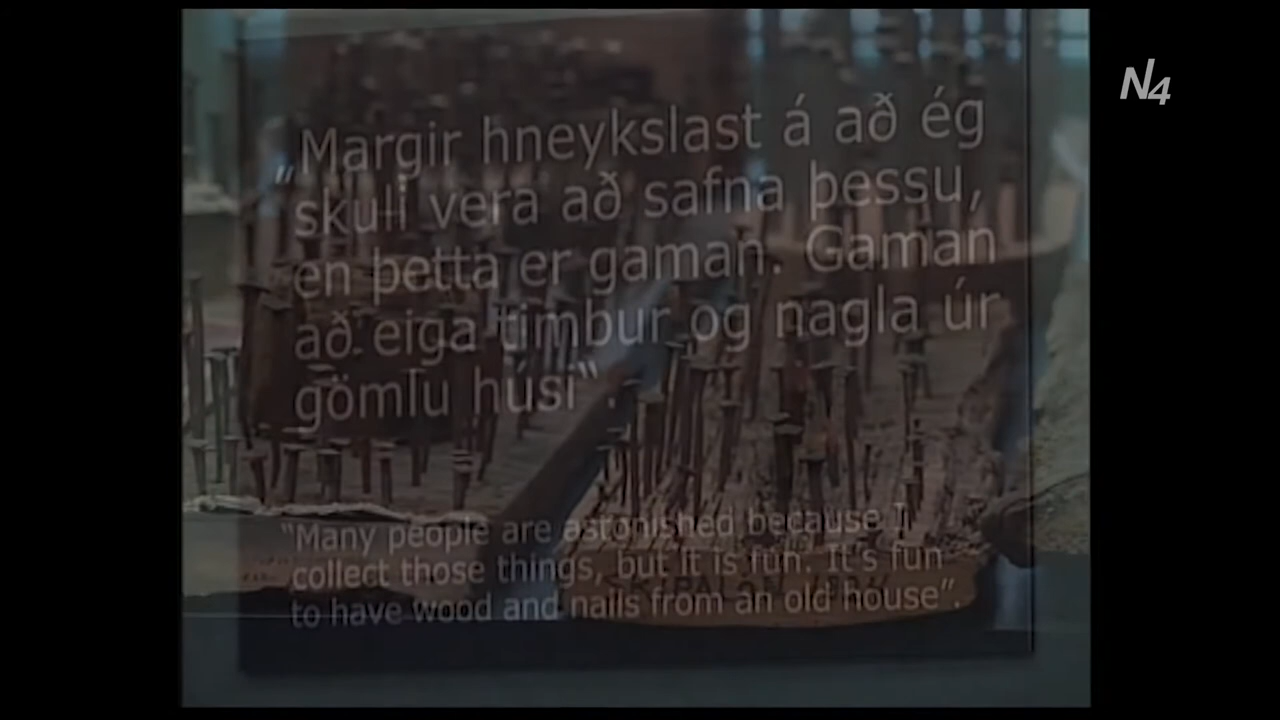 N4
„Margir hneykslast á að ég
skuli vera að safna þessu,
en þetta er gaman. Gaman
að eiga timbur og nagla úr
gömlu húsi“.
“Many people are astonished because I
collect those things, but it is fun. It's fun
to have wood and nails from an old house”.